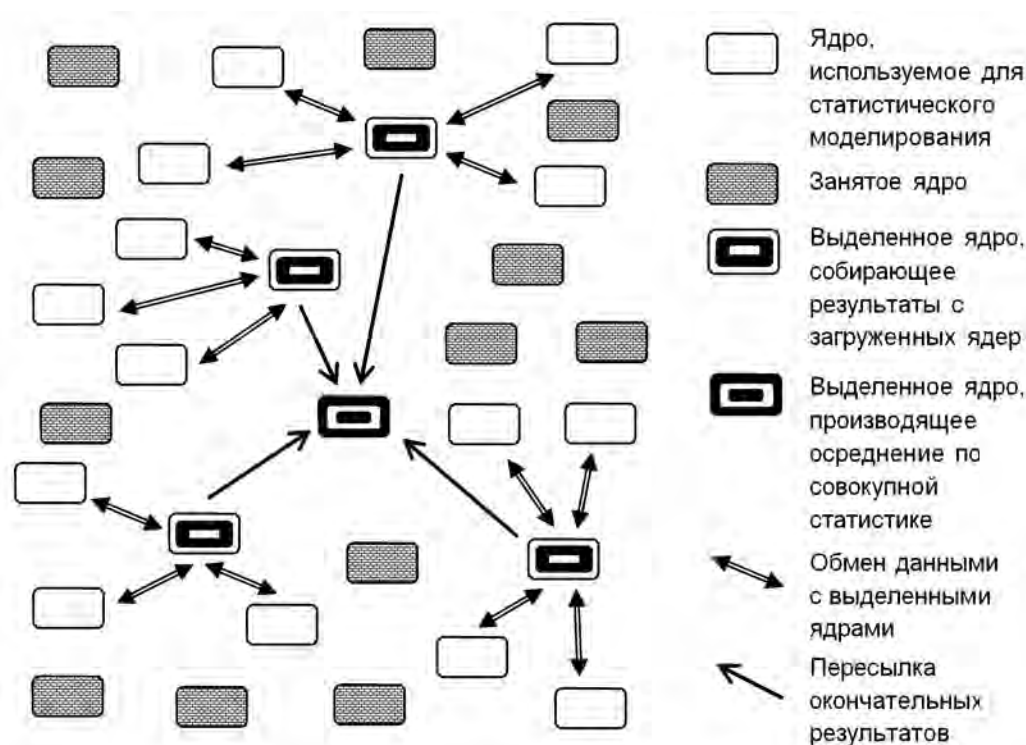 Ядро,
используемое для
статистического
моделирования
Занятое ядро
Выделенное ядро,
собирающее
результаты с
загруженных ядер
Выделенное ядро,
производящее
осреднение по
совокупной
статистике
Обмен данными
с выделенными
ядрами
Пересылка
окончательных
результатов